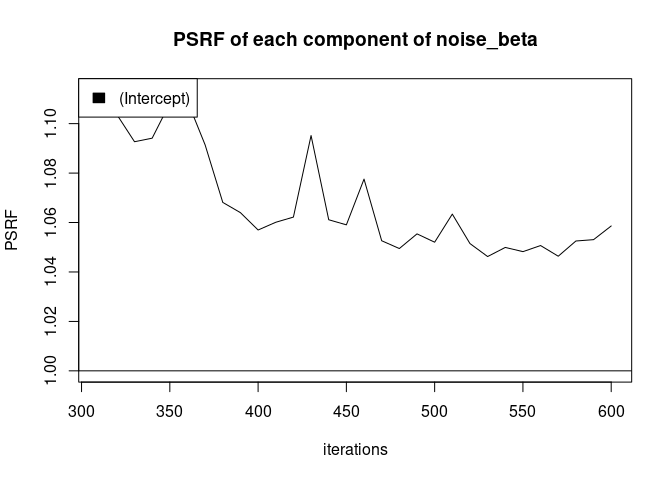 PSRF of each component of noise_beta
(Intercept)
PSRF
1.10
1.08
1.06
1.04
1.02
1.00
300 350 400 450 500 550 600
iterations